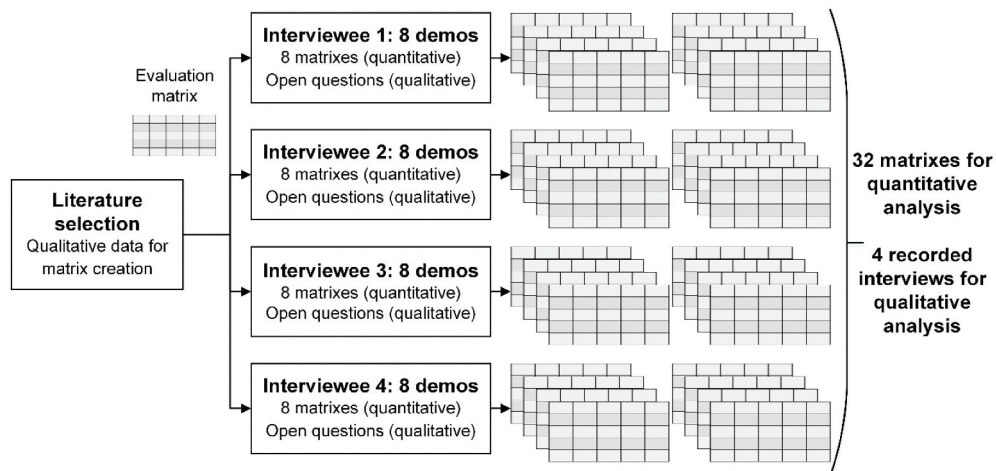 Evaluation
matrix
Literature
selection
Qualitative data for
matrix creation
Interviewee 1: 8 demos
8 matrixes (quantitative)
Open questions (qualitative)
Interviewee 2: 8 demos
8 matrixes (quantitative)
Open questions (qualitative)
Interviewee 3: 8 demos
8 matrixes (quantitative)
Open questions (qualitative)
Interviewee 4: 8 demos
8 matrixes (quantitative)
Open questions (qualitative)
32 matrixes for
quantitative
analysis
4 recorded
interviews for
qualitative
analysis